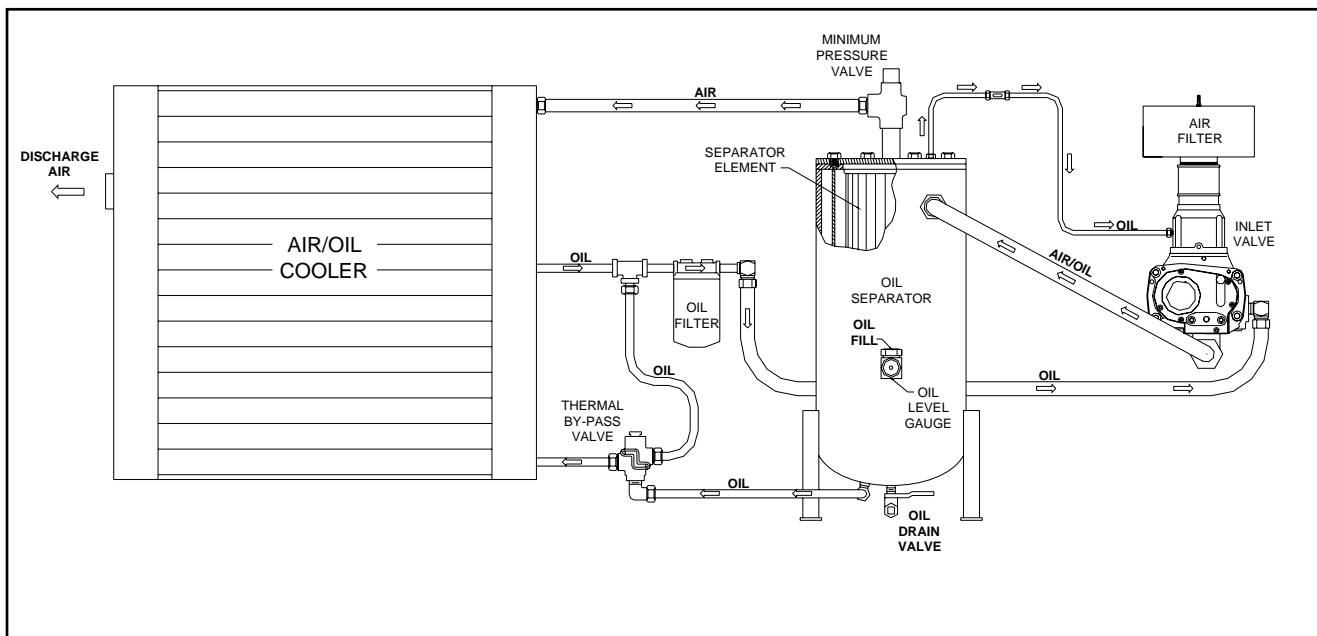 MINIMUM
PRESSURE
VALVE
AIR
AIR
FILTER
DISCHARGE
AIR
SEPARATOR
ELEMENT
OIL
INLET
VALVE
AIR/OIL
COOLER
OIL
AIR/OIL
OIL
SEPARATOR
OIL
FILTER
OIL
FILL
OIL
OIL
OIL
LEVEL
GAUGE
THERMAL
BY-PASS
VALVE
OIL
OIL
DRAIN
VALVE